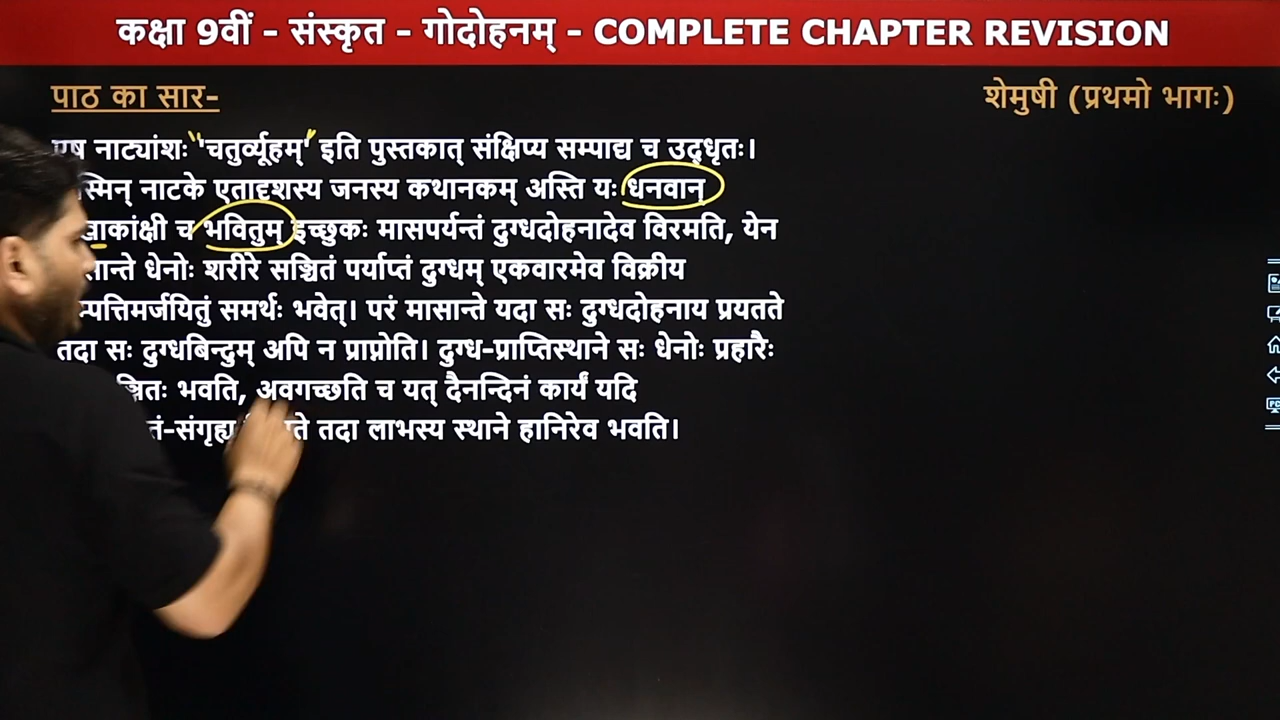 कक्षा 9वीं - संस्कृत - गोदोहनम् - COMPLETE CHAPTER REVISION
पाठ का सार-
शेमुषी (प्रथमो भागः)
नाट्यांशः 'चतुर्व्यूहम्' इति पुस्तकात् संक्षिप्य सम्पाद्य च उद्धृतः।
नाटके एतादृशस्य जनस्य कथानकम् अस्ति यः धनवान्
च भवितुम् इच्छुकः मासपर्यन्तं दुग्धदोहनादेव विरमति, येन
धेनोः शरीरे सञ्चितं पर्याप्तं दुग्धम् एकवारमेव विक्रीय
समर्थः भवेत्। परं मासान्ते यदा सः दुग्धदोहनाय प्रयतते
तदा सः दुग्धबिन्दुम् अपि न प्राप्नोति। दुग्ध-प्राप्तिस्थाने सः धेनोः प्रहारैः
भवति, अवगच्छति च यत् दैनन्दिनं कार्यं यदि
तदा लाभस्य स्थाने हानिरेव भवति।